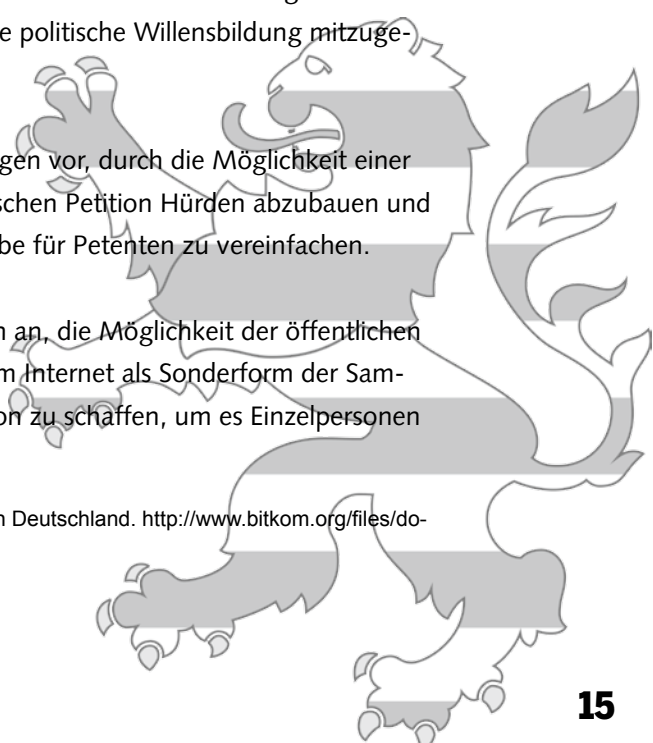 e politische Willensbildung mitzuge-
gen vor, durch die Möglichkeit einer
schen Petition Hürden abzubauen und
be für Petenten zu vereinfachen.
n an, die Möglichkeit der öffentlichen
m Internet als Sonderform der Sam-
on zu schaffen, um es Einzelpersonen
n Deutschland. http://www.bitkom.org/files/do-
15